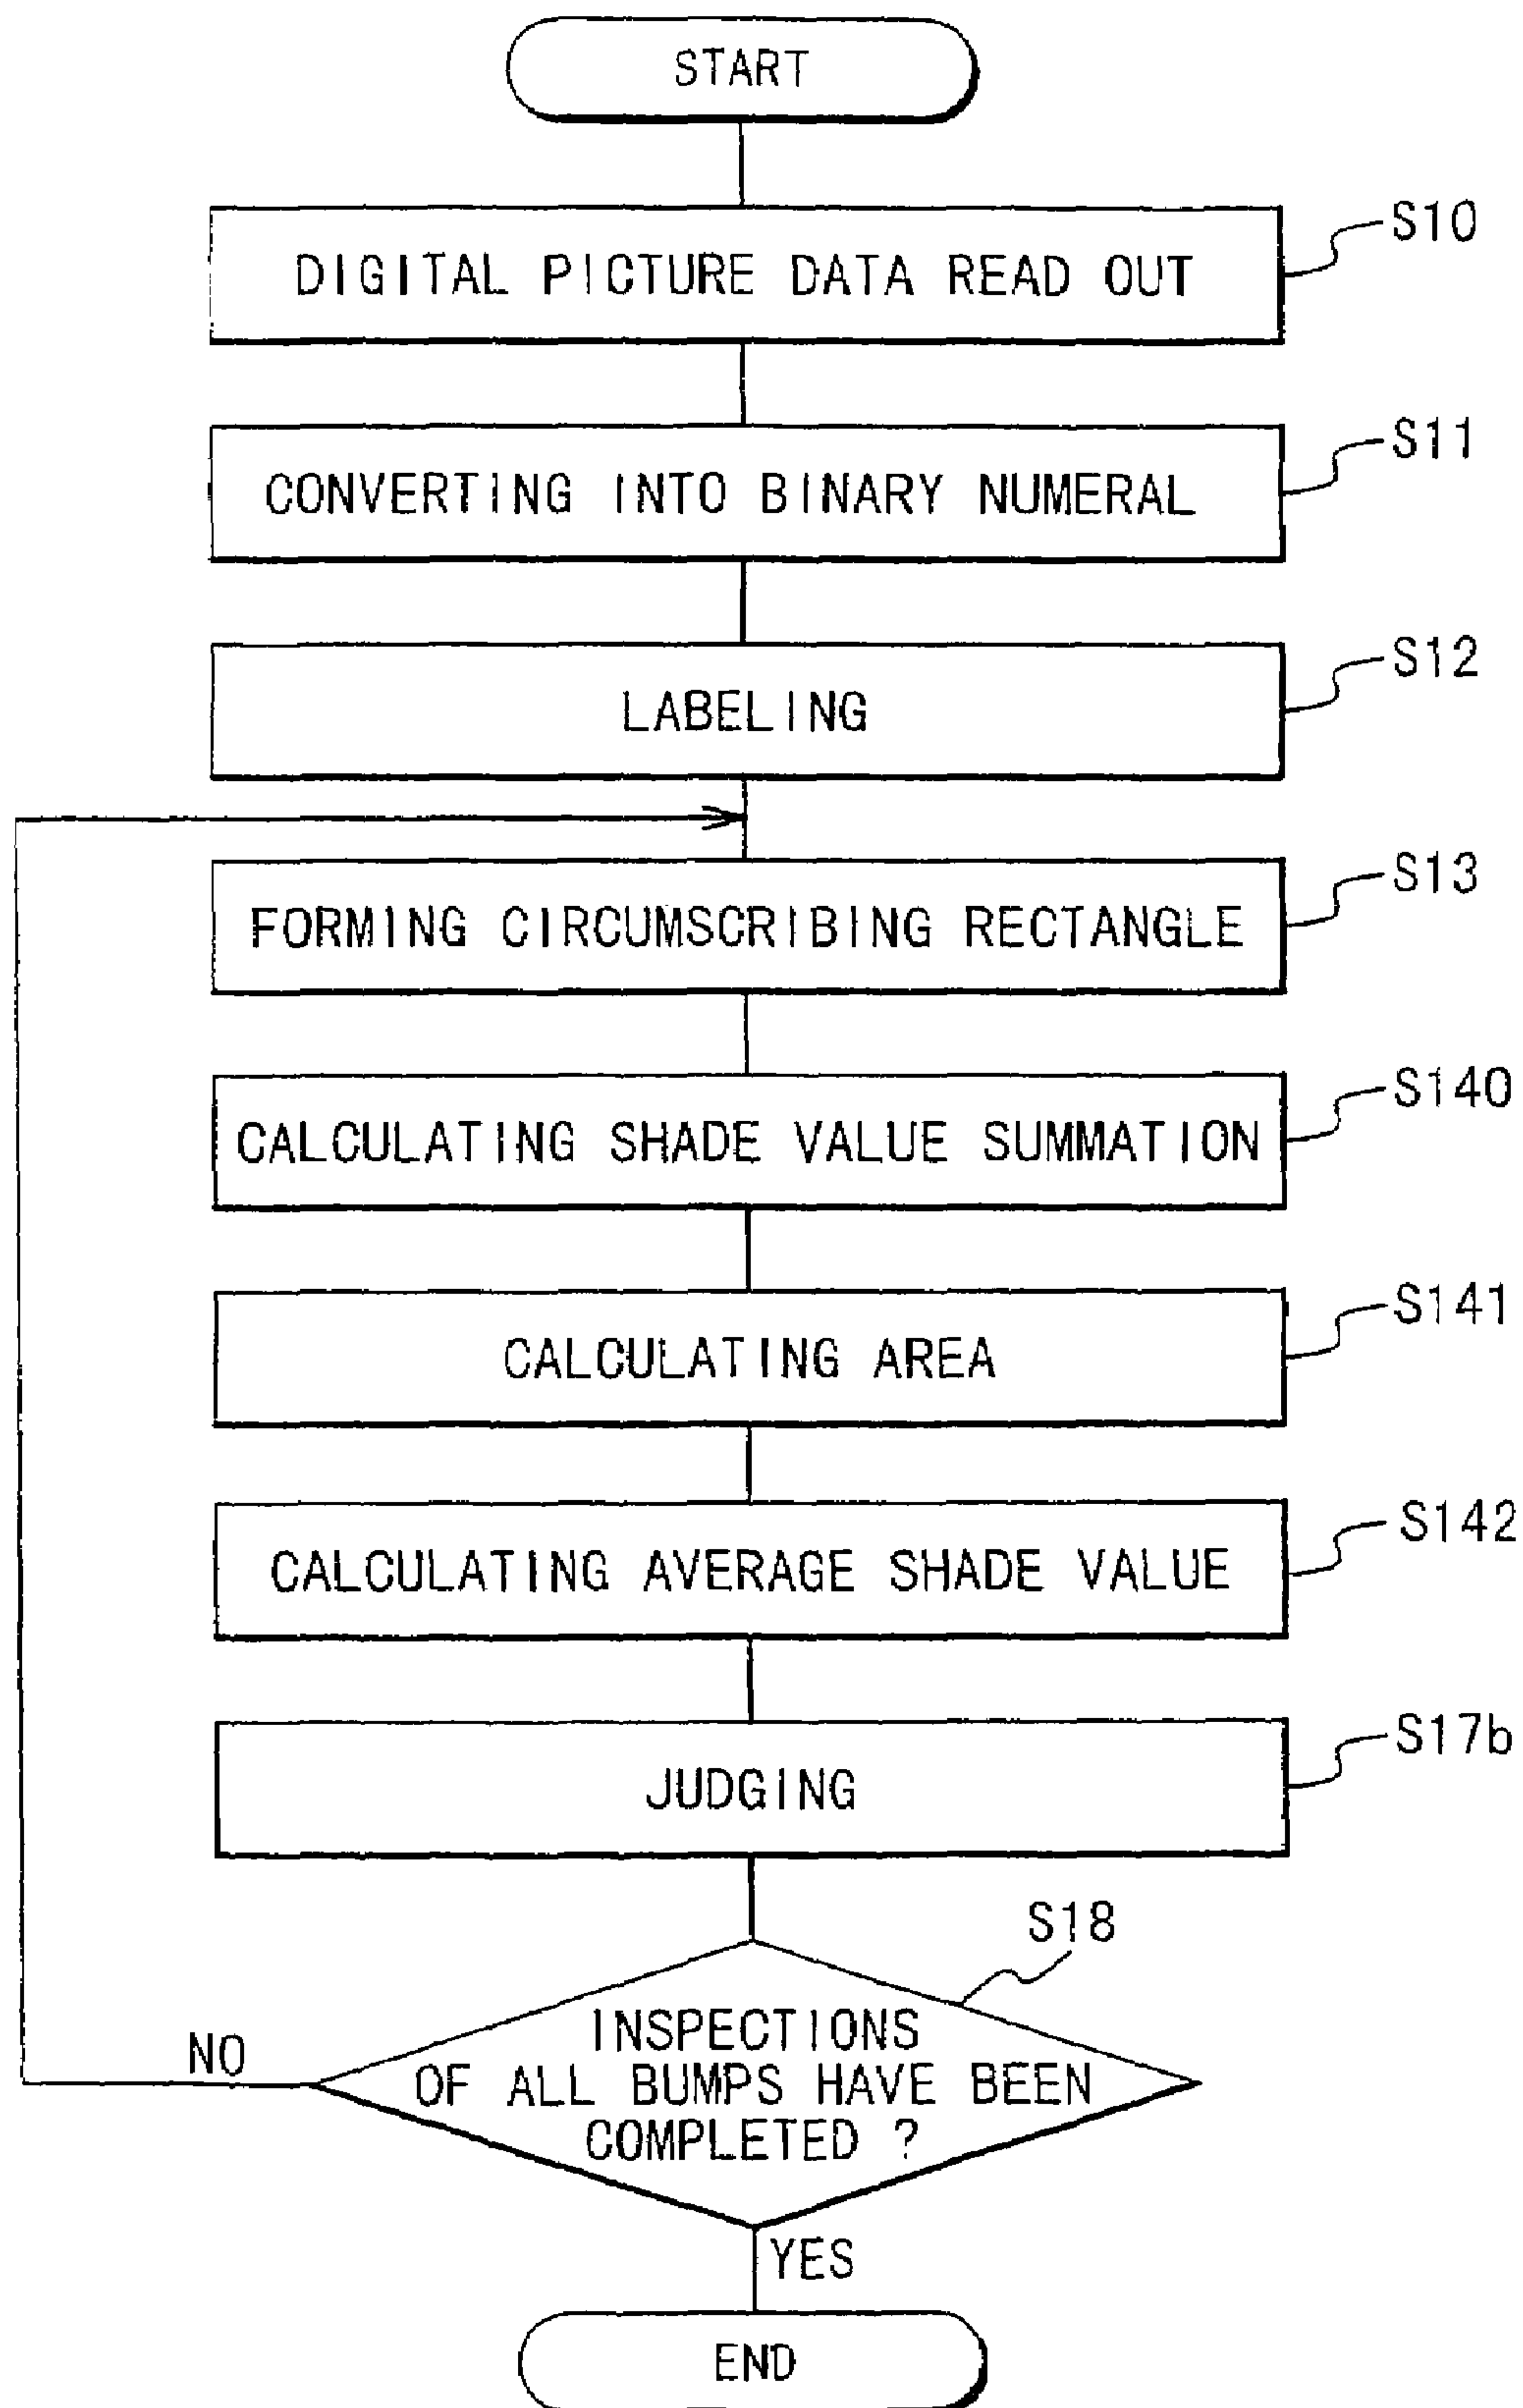 START
DIGITAL PICTURE DATA READ OUT
S10
CONVERTING INTO BINARY NUMERAL
S11
LABELING
S12
FORMING CIRCUMSCRIBING RECTANGLE
S13
CALCULATING SHADE VALUE SUMMATION
S140
CALCULATING AREA
S141
CALCULATING AVERAGE SHADE VALUE
S142
JUDGING
S17b
S18
INSPECTIONS
OF ALL BUMPS HAVE BEEN
COMPLETED ?
NO
YES
END